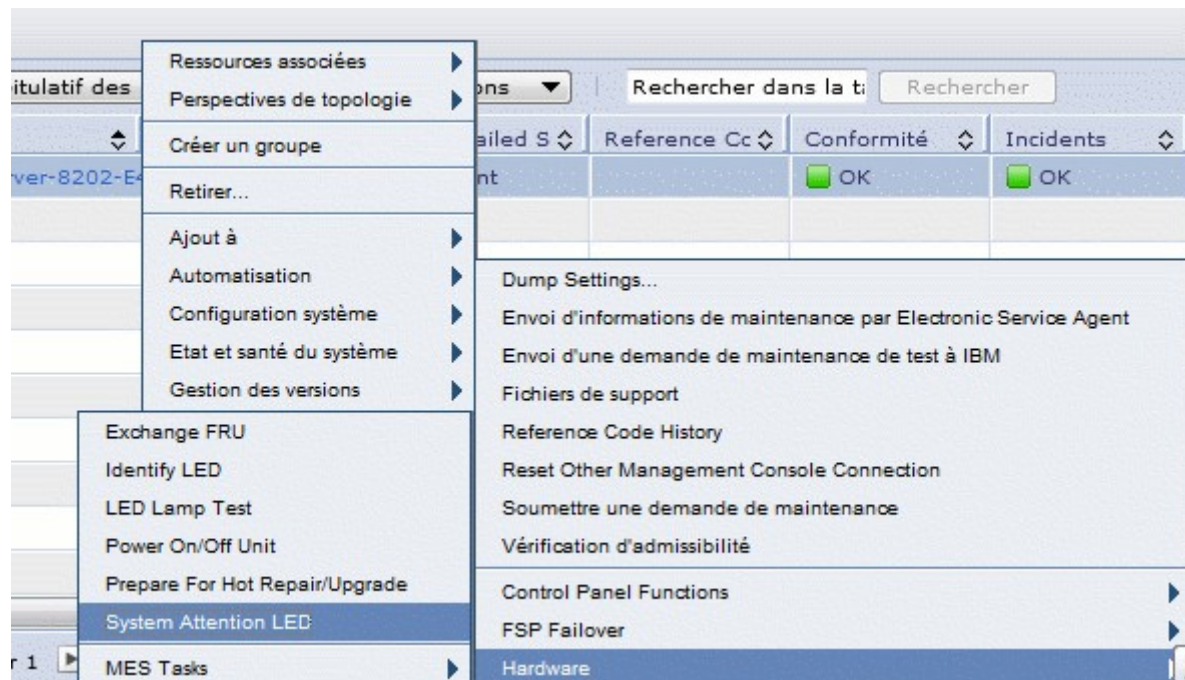 Ressources associées
Perspectives de topologie
Créer un groupe
Retirer...
Ajout à
Automatisation
Configuration système
Etat et santé du système
Gestion des versions
itulatif des
ons
Rechercher dans la t
Rechercher
ailed S
Reference Cc
Conformité
Incidents
ver-8202-E4
nt
OK
OK
Dump Settings...
Envoi d'informations de maintenance par Electronic Service Agent
Envoi d'une demande de maintenance de test à IBM
Fichiers de support
Reference Code History
Reset Other Management Console Connection
Soumettre une demande de maintenance
Vérification d'admissibilité
Control Panel Functions
FSP Failover
Hardware
Exchange FRU
Identify LED
LED Lamp Test
Power On/Off Unit
Prepare For Hot Repair/Upgrade
System Attention LED
MES Tasks
r 1